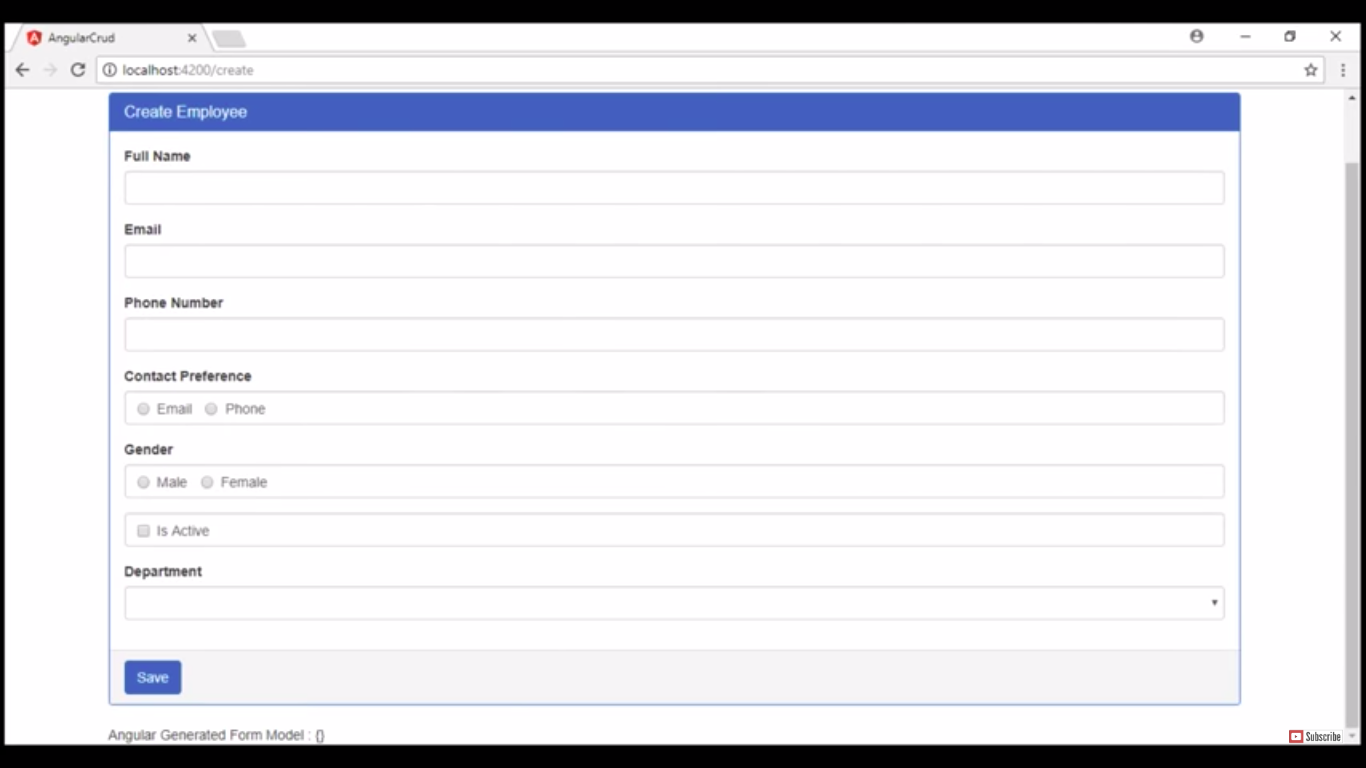 AngularCrud
localhost:4200/create
Create Employee
Full Name
Email
Phone Number
Contact Preference
Email Phone
Gender
Male Female
Is Active
Department
Save
Angular Generated Form Model : {}
Subscribe